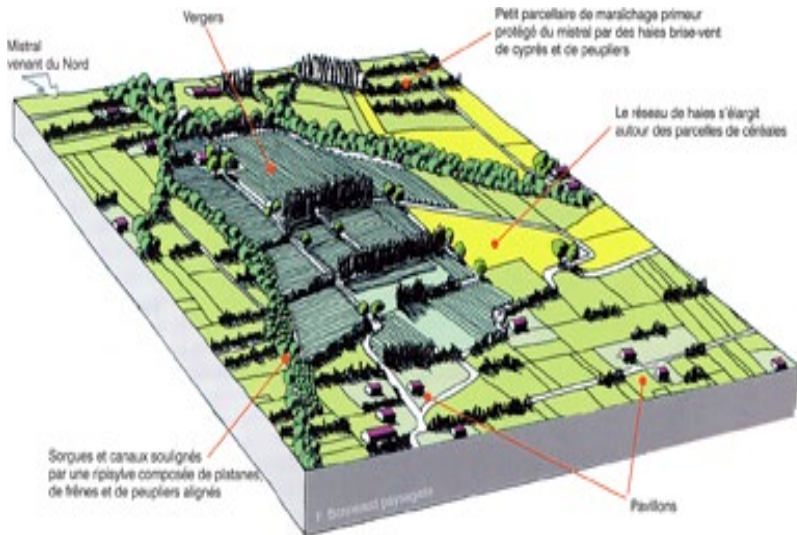 Vergers
Petit parcellaire de maraîchage primeur
protégé du mistral par des haies brise-vent
de cyprès et de peupliers
Mistral
venant du Nord
Le réseau de haies s'élargit
autour des parcelles de céréales
Sorgues et canaux soulignés
par une ripisylve composée de platanes,
de frênes et de peupliers alignés
Pavillons